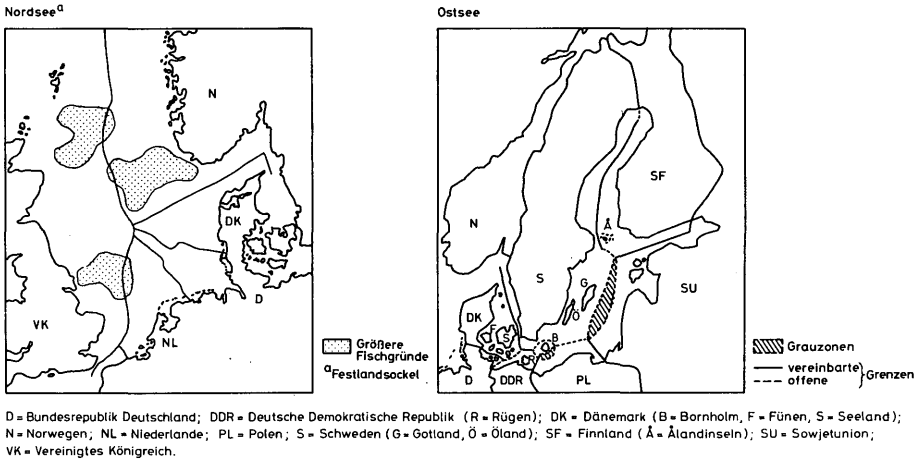 Nordsee a
Ostsee
N
DK
D
VK
NL
Größere
Fischgründe
a Festlandsockel
N
SF
Å
S
G
Ö
SU
DK
F
S
B
R
D
DDR
PL
Grauzonen
vereinbarte
offene
Grenzen
D = Bundesrepublik Deutschland; DDR = Deutsche Demokratische Republik (R = Rügen); DK = Dänemark (B = Bornholm, F = Fünen, S = Seeland);
N = Norwegen; NL = Niederlande; PL = Polen; S = Schweden (G = Gotland, Ö = Öland); SF = Finnland (Å = Ålandinseln); SU = Sowjetunion;
VK = Vereinigtes Königreich.